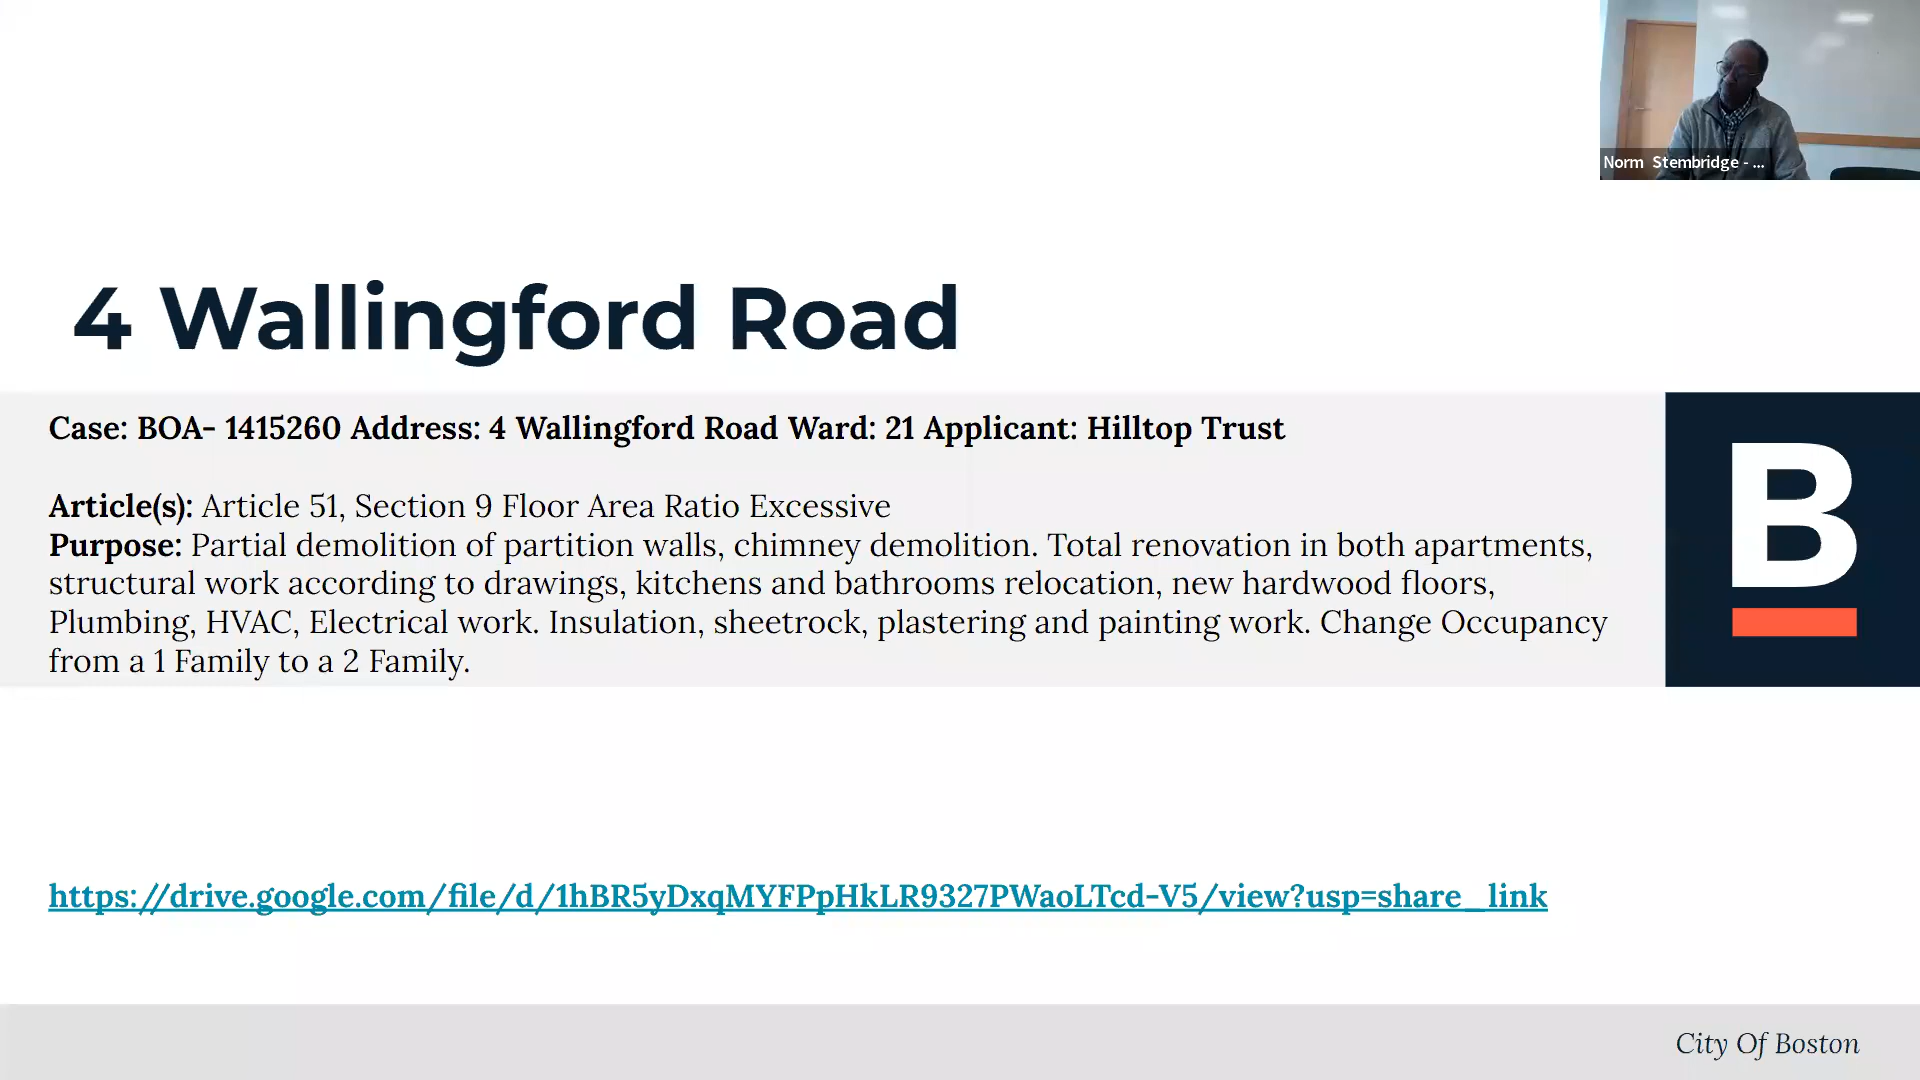 Norm Stembridge - ...
4 Wallingford Road
Case: BOA- 1415260 Address: 4 Wallingford Road Ward: 21 Applicant: Hilltop Trust
Article(s): Article 51, Section 9 Floor Area Ratio Excessive
Purpose: Partial demolition of partition walls, chimney demolition. Total renovation in both apartments,
structural work according to drawings, kitchens and bathrooms relocation, new hardwood floors,
Plumbing, HVAC, Electrical work. Insulation, sheetrock, plastering and painting work. Change Occupancy
from a 1 Family to a 2 Family.
B
https://drive.google.com/file/d/1hBR5yDxqMYFPpHkLR9327PWaoLTcd-V5/view?usp=share_link
City Of Boston